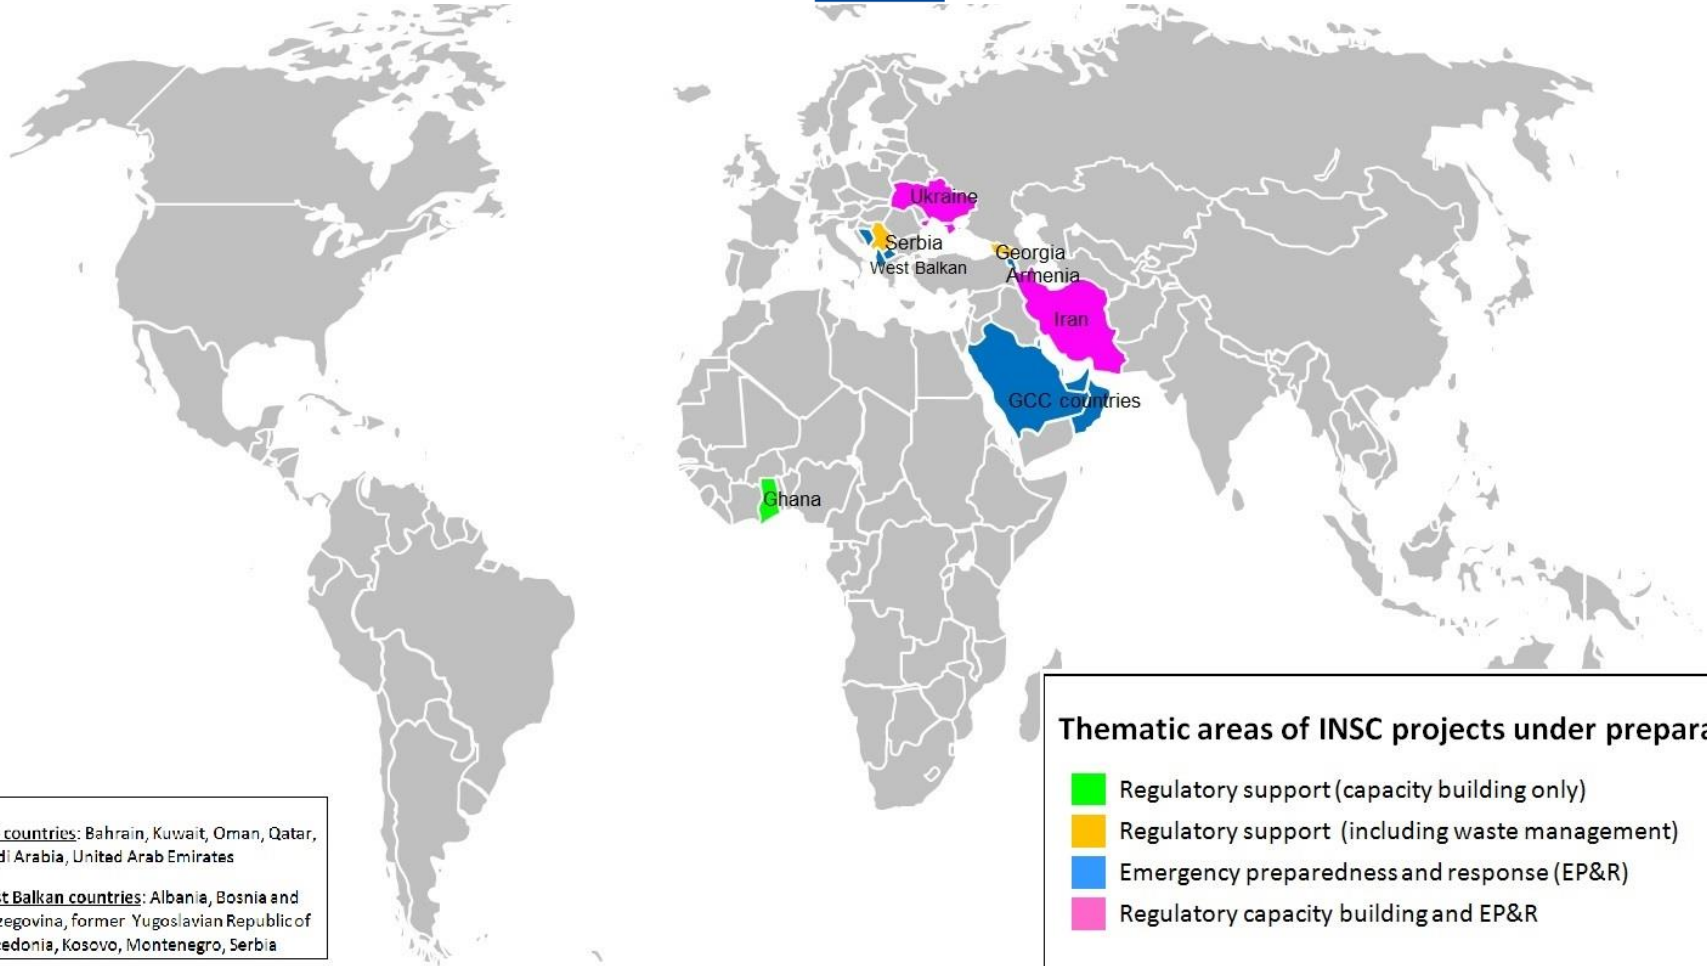 Ukraine
Serbia
West Balkan
Georgia
Armenia
Iran
GCC countries
Ghana
Thematic areas of INSC projects under prepara
Regulatory support (capacity building only)
Regulatory support (including waste management)
Emergency preparedness and response (EP&R)
Regulatory capacity building and EP&R
countries: Bahrain, Kuwait, Oman, Qatar,
di Arabia, United Arab Emirates
st Balkan countries: Albania, Bosnia and
zegovina, former Yugoslavian Republic of
cedonia, Kosovo, Montenegro, Serbia